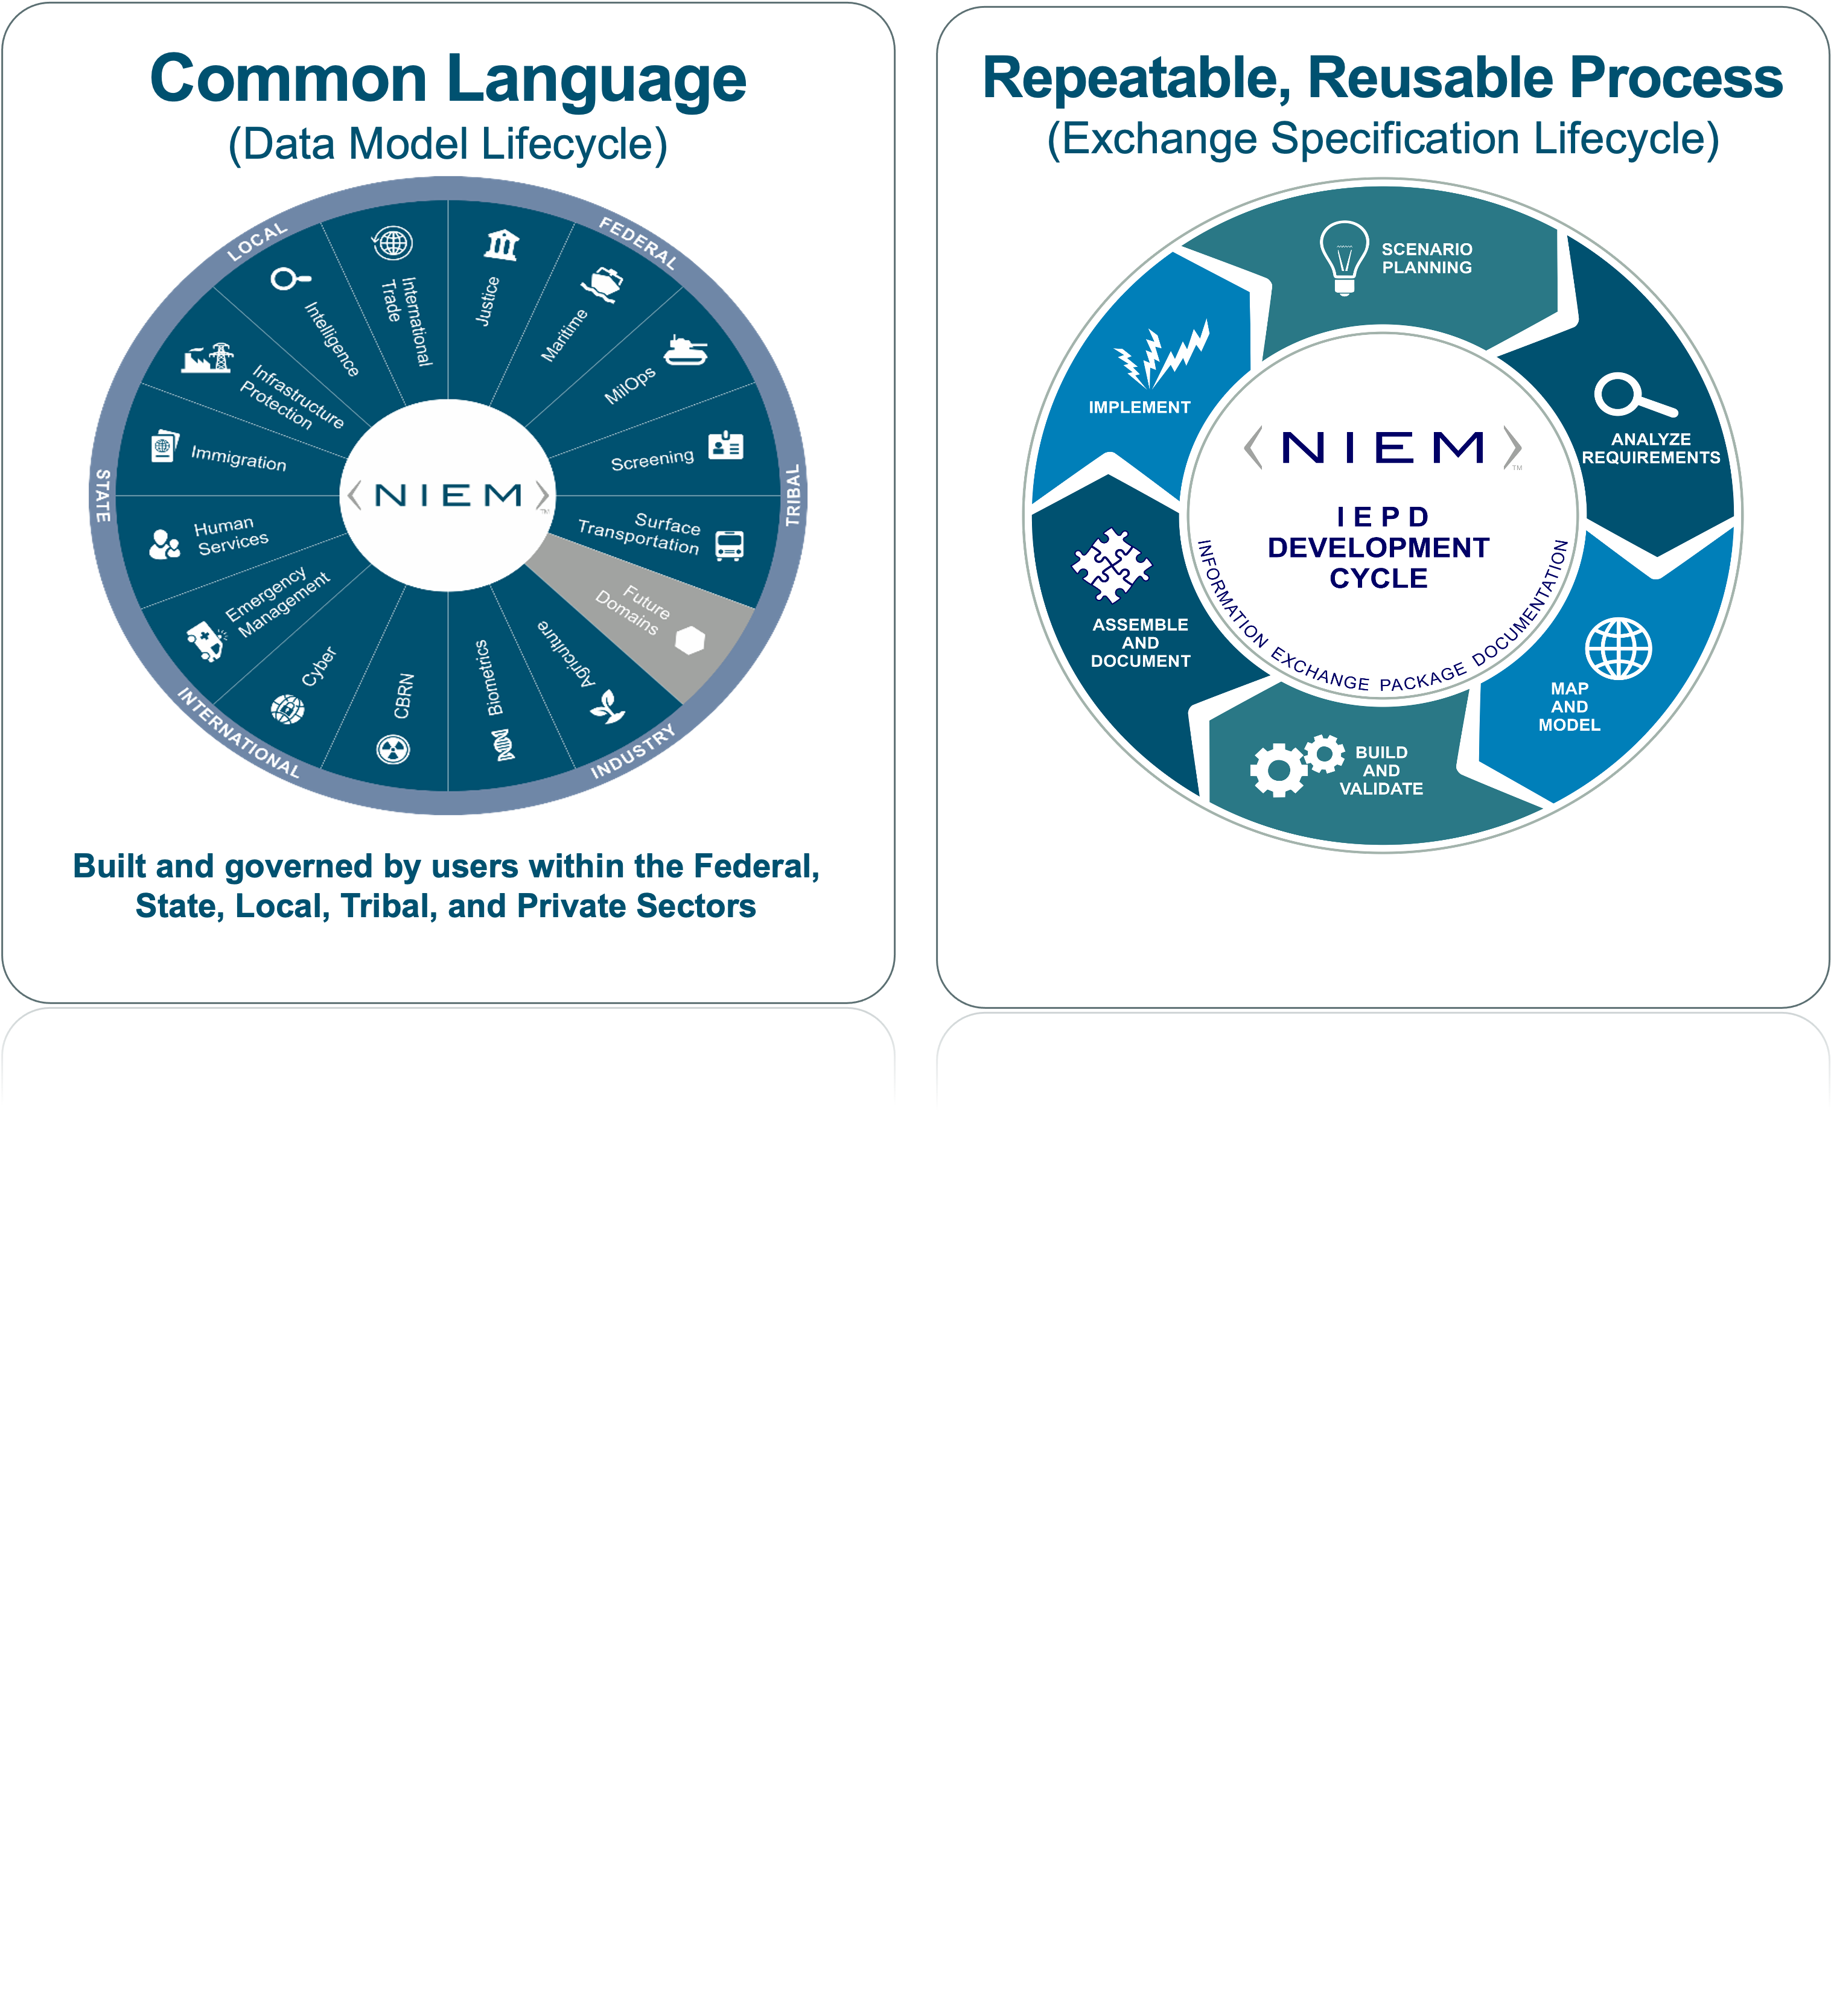 Common Language
(Data Model Lifecycle)
LOCAL
FEDERAL
TRIBAL
INDUSTRY
INTERNATIONAL
STATE
Justice
Maritime
MilOps
Screening
Surface
Transportation
Future
Domains
Agriculture
Biometrics
CBRN
Cyber
Emergency
Management
Human
Services
Immigration
Infrastructure
Protection
Intelligence
International
Trade
NIEM
TM
Built and governed by users within the Federal,
State, Local, Tribal, and Private Sectors
Repeatable, Reusable Process
(Exchange Specification Lifecycle)
SCENARIO
PLANNING
ANALYZE
REQUIREMENTS
MAP
AND
MODEL
BUILD
AND
VALIDATE
ASSEMBLE
AND
DOCUMENT
IMPLEMENT
NIEM
TM
IEPD
DEVELOPMENT
CYCLE
INFORMATION EXCHANGE PACKAGE DOCUMENTATION